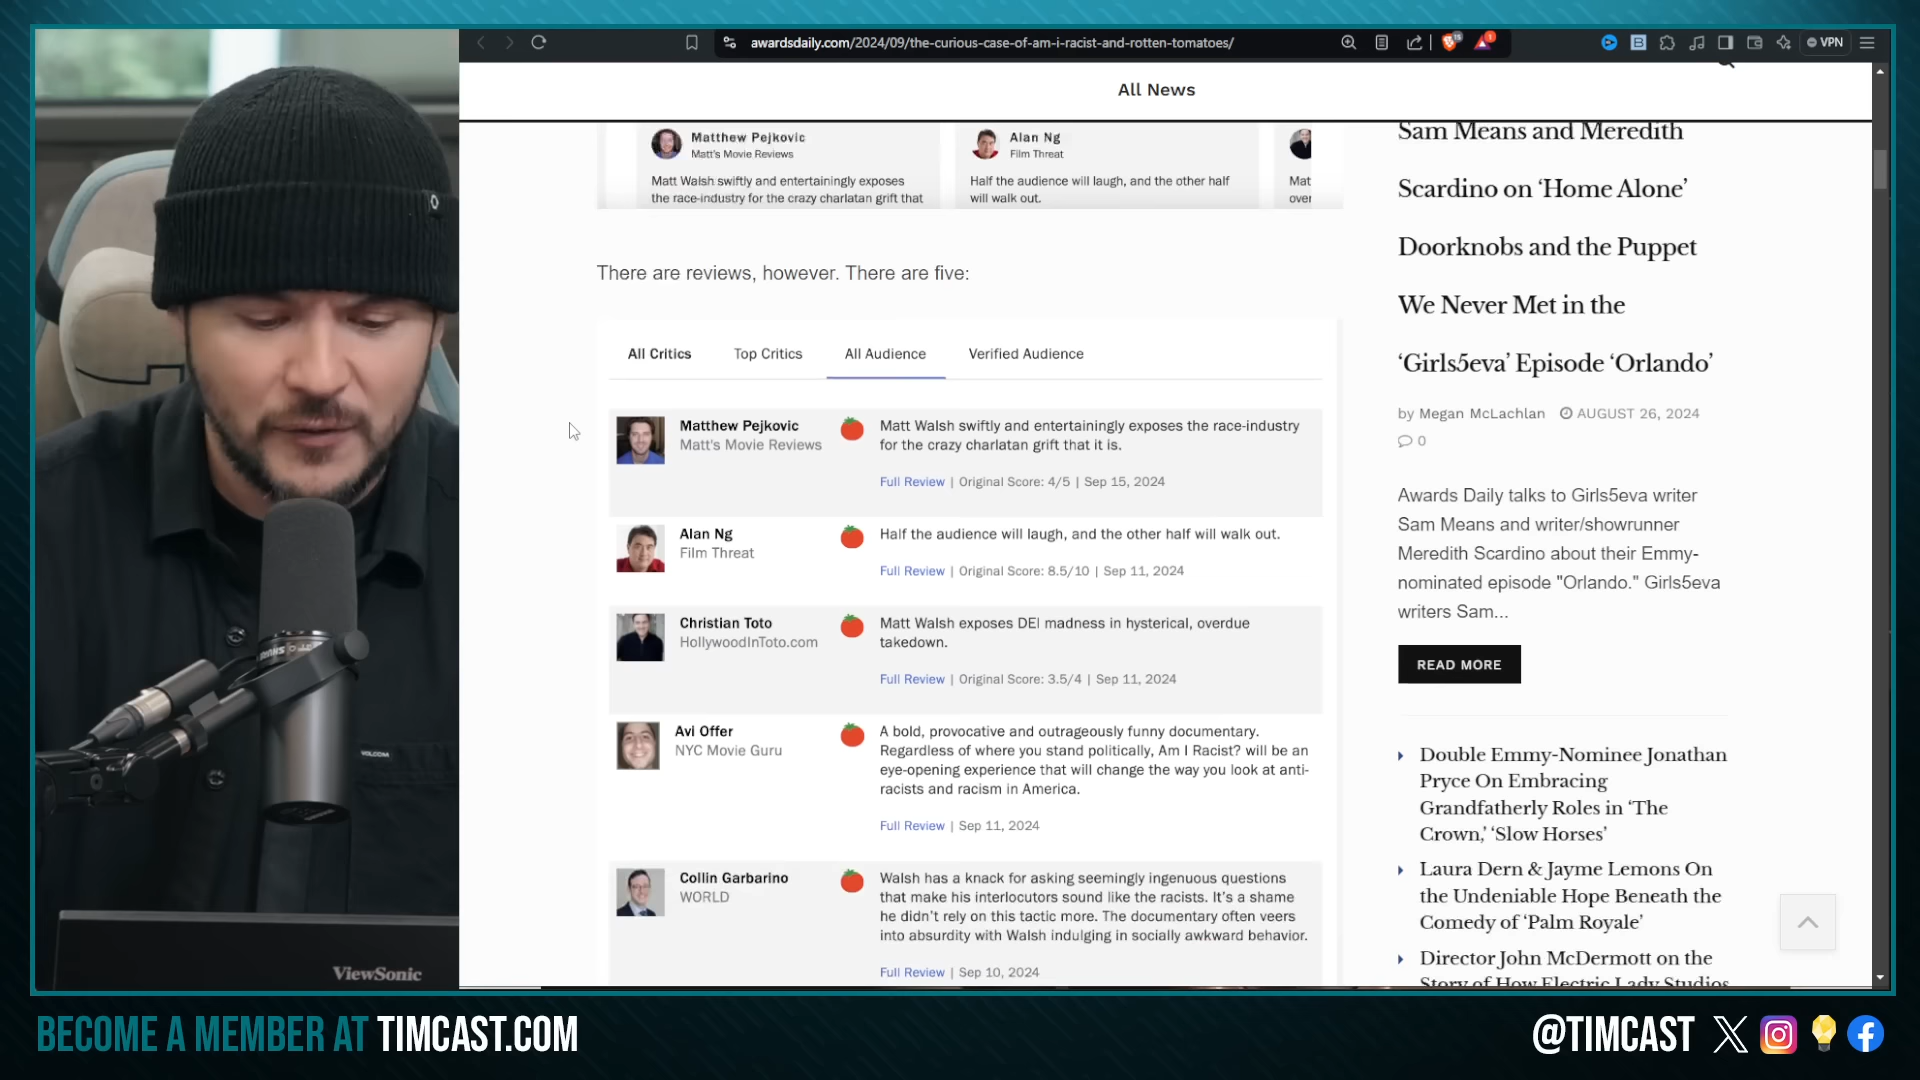 awardsdaily.com/2024/09/the-curious-case-of-am-i-racist-and-rotten-tomatoes/
VPN
All News
Matthew Pejkovic
Matt's Movie Reviews
Matt Walsh swiftly and entertainingly exposes
the race-industry for the crazy charlatan grift that
Alan Ng
Film Threat
Half the audience will laugh, and the other half
will walk out.
Mat
over
There are reviews, however. There are five:
All Critics
Top Critics
All Audience
Verified Audience
Matthew Pejkovic
Matt's Movie Reviews
Matt Walsh swiftly and entertainingly exposes the race-industry
for the crazy charlatan grift that it is.
Full Review | Original Score: 4/5 | Sep 15, 2024
Alan Ng
Film Threat
Half the audience will laugh, and the other half will walk out.
Full Review | Original Score: 8.5/10 | Sep 11, 2024
Christian Toto
HollywoodInToto.com
Matt Walsh exposes DEI madness in hysterical, overdue
takedown.
Full Review | Original Score: 3.5/4 | Sep 11, 2024
Avi Offer
NYC Movie Guru
A bold, provocative and outrageously funny documentary.
Regardless of where you stand politically, Am I Racist? will be an
eye-opening experience that will change the way you look at anti-
racists and racism in America.
Full Review | Sep 11, 2024
Collin Garbarino
WORLD
Walsh has a knack for asking seemingly ingenuous questions
that make his interlocutors sound like the racists. It's a shame
he didn't rely on this tactic more. The documentary often veers
into absurdity with Walsh indulging in socially awkward behavior.
Full Review | Sep 10, 2024
Sam Means and Meredith
Scardino on ‘Home Alone’
Doorknobs and the Puppet
We Never Met in the
‘Girls5eva’ Episode ‘Orlando’
by Megan McLachlan AUGUST 26, 2024
0
Awards Daily talks to Girls5eva writer
Sam Means and writer/showrunner
Meredith Scardino about their Emmy-
nominated episode "Orlando." Girls5eva
writers Sam...
READ MORE
Double Emmy-Nominee Jonathan
Pryce On Embracing
Grandfatherly Roles in ‘The
Crown,’ ‘Slow Horses’
Laura Dern & Jayme Lemons On
the Undeniable Hope Beneath the
Comedy of ‘Palm Royale’
Director John McDermott on the
Story of How Electric Lady Studios
SHURE
VOLCOM
ViewSonic
BECOME A MEMBER AT TIMCAST.COM
@TIMCAST